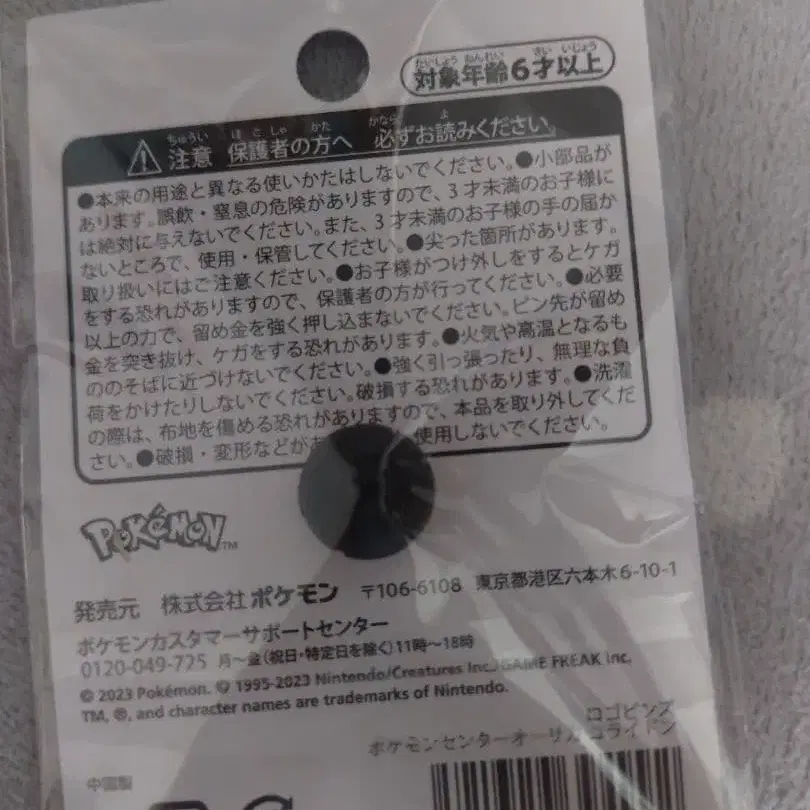 対象年齢6才以上
注意 保護者の方へ 必ずお読みください。
●本来の用途と異なる使いかたはしないでください。●小部品が
あります。誤飲・窒息の危険がありますので、3才未満のお子様に
は絶対に与えないでください。また、3才未満のお子様の手の届か
ないところで、使用・保管してください。●尖った箇所があります。
取り扱いにはご注意ください。●お子様がつけ外しをするとケガ
をする恐れがありますので、保護者の方が行ってください。●必要
以上の力で、留め金を強く押し込まないでください。ピン先が留め
金を突き抜け、ケガをする恐れがあります。●火気や高温となるも
ののそばに近づけないでください。●強く引っ張ったり、無理な負
荷をかけたりしないでください。破損する恐れがあります。●洗濯
の際は、布地を傷める恐れがありますので、本品を取り外してくだ
さい。●破損・変形などがあ 使用しないでください。
POKéMON TM
発売元 株式会社ポケモン 〒106-6108 東京都港区六本木6-10-1
ポケモンカスタマーサポートセンター
0120-049-725 月〜金(祝日・特定日を除く)11時〜18時
© 2023 Pokémon. © 1995-2023 Nintendo/Creatures Inc./GAME FREAK inc.
TM, ®, and character names are trademarks of Nintendo.
ロゴピンズ
ポケモンセンターオー コライドン
中国製